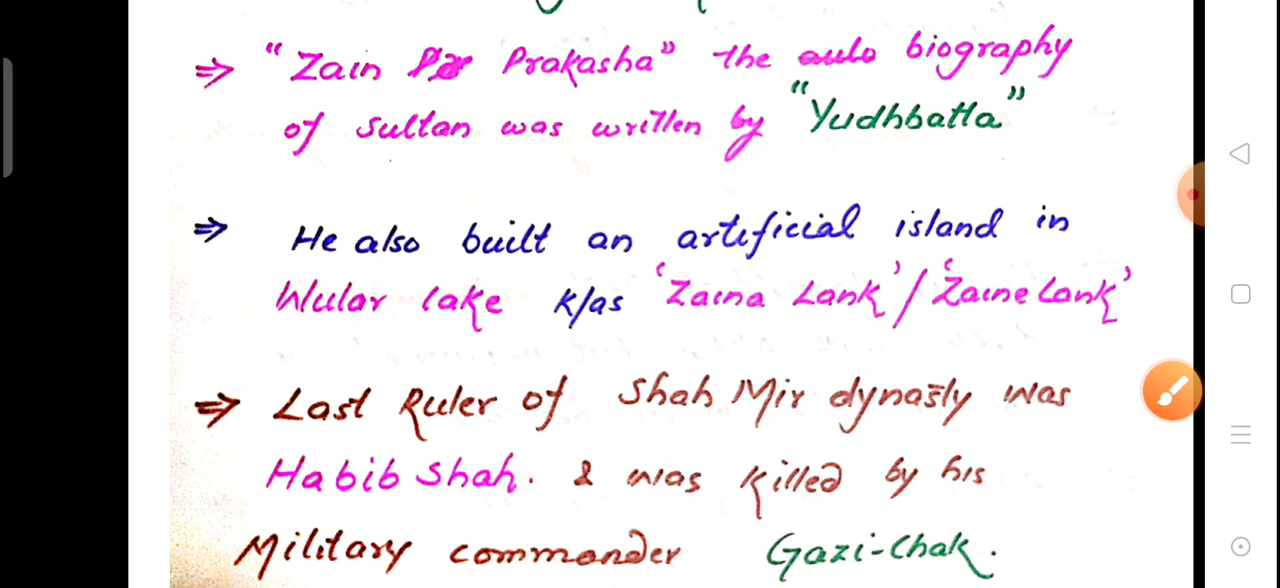 ⇒ "Zain Prakasha" the auto biography
of Sultan was written by "Yudhbatta"
⇒ He also built an artificial island in
Wular lake k/as 'Zaina Lank' / 'Zaine Lank'
⇒ Last Ruler of Shah Mir dynasty was
Habib Shah. & was killed by his
Military commander Gazi-Chak.